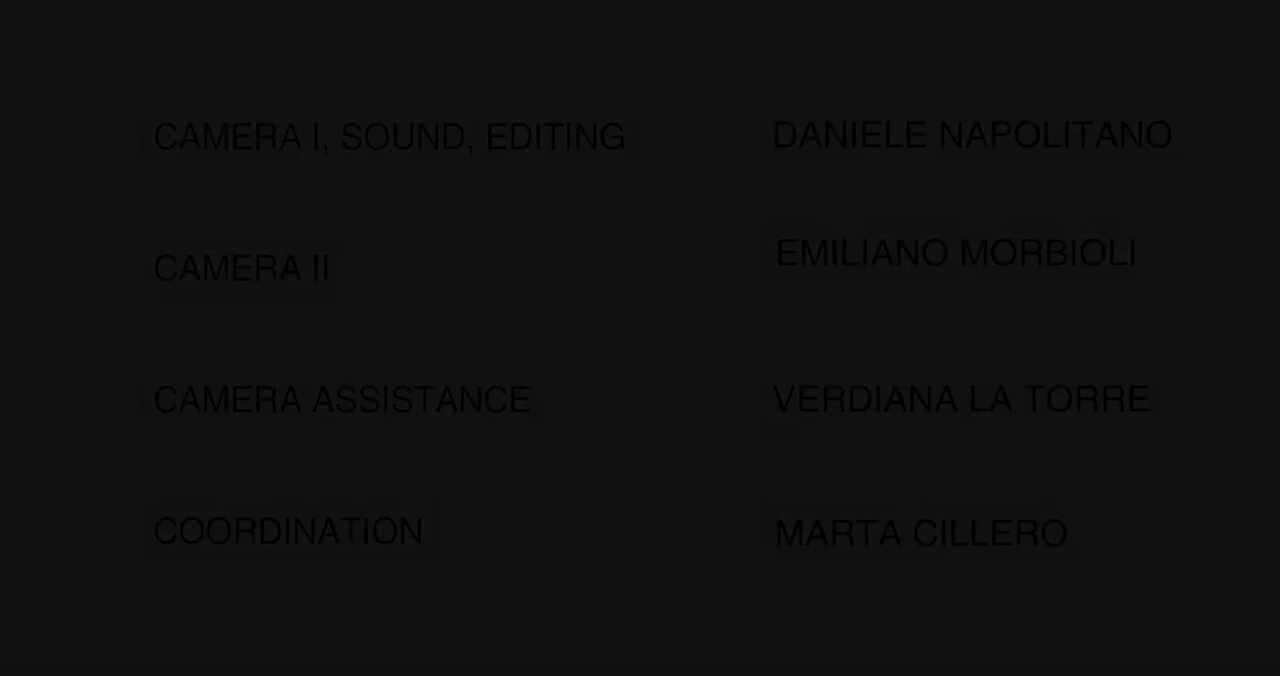 CAMERA I, SOUND, EDITING DANIELE NAPOLITANO
CAMERA II EMILIANO MORBIOLI
CAMERA ASSISTANCE VERDIANA LA TORRE
COORDINATION MARTA CILLERO